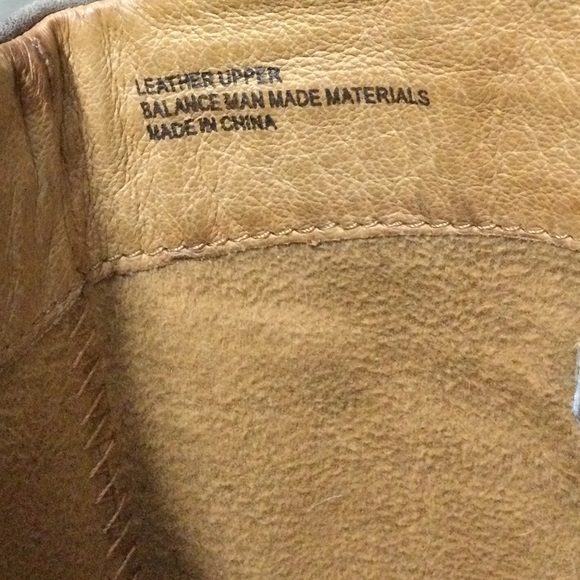 LEATHER UPPER
BALANCE MAN MADE MATERIALS
MADE IN CHINA